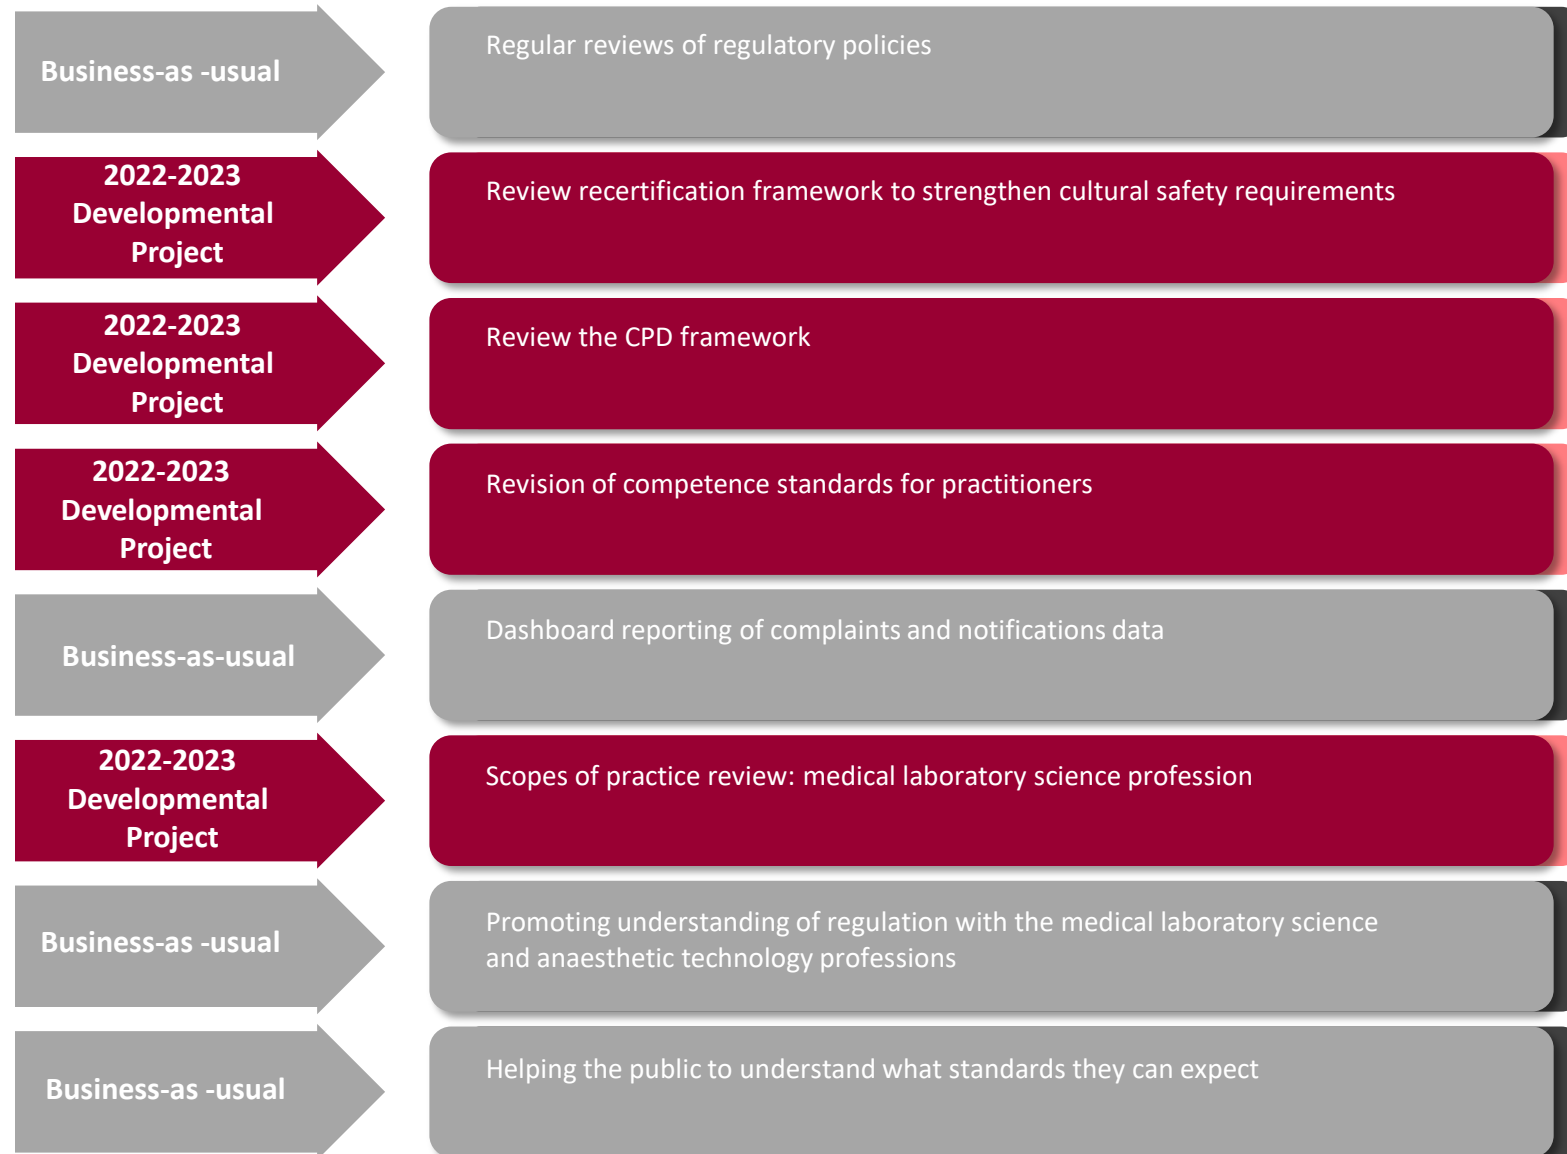 Business-as -usual
Regular reviews of regulatory policies
2022-2023
Developmental
Project
Review recertification framework to strengthen cultural safety requirements
2022-2023
Developmental
Project
Review the CPD framework
2022-2023
Developmental
Project
Revision of competence standards for practitioners
Business-as-usual
Dashboard reporting of complaints and notifications data
2022-2023
Developmental
Project
Scopes of practice review: medical laboratory science profession
Business-as -usual
Promoting understanding of regulation with the medical laboratory science
and anaesthetic technology professions
Business-as -usual
Helping the public to understand what standards they can expect